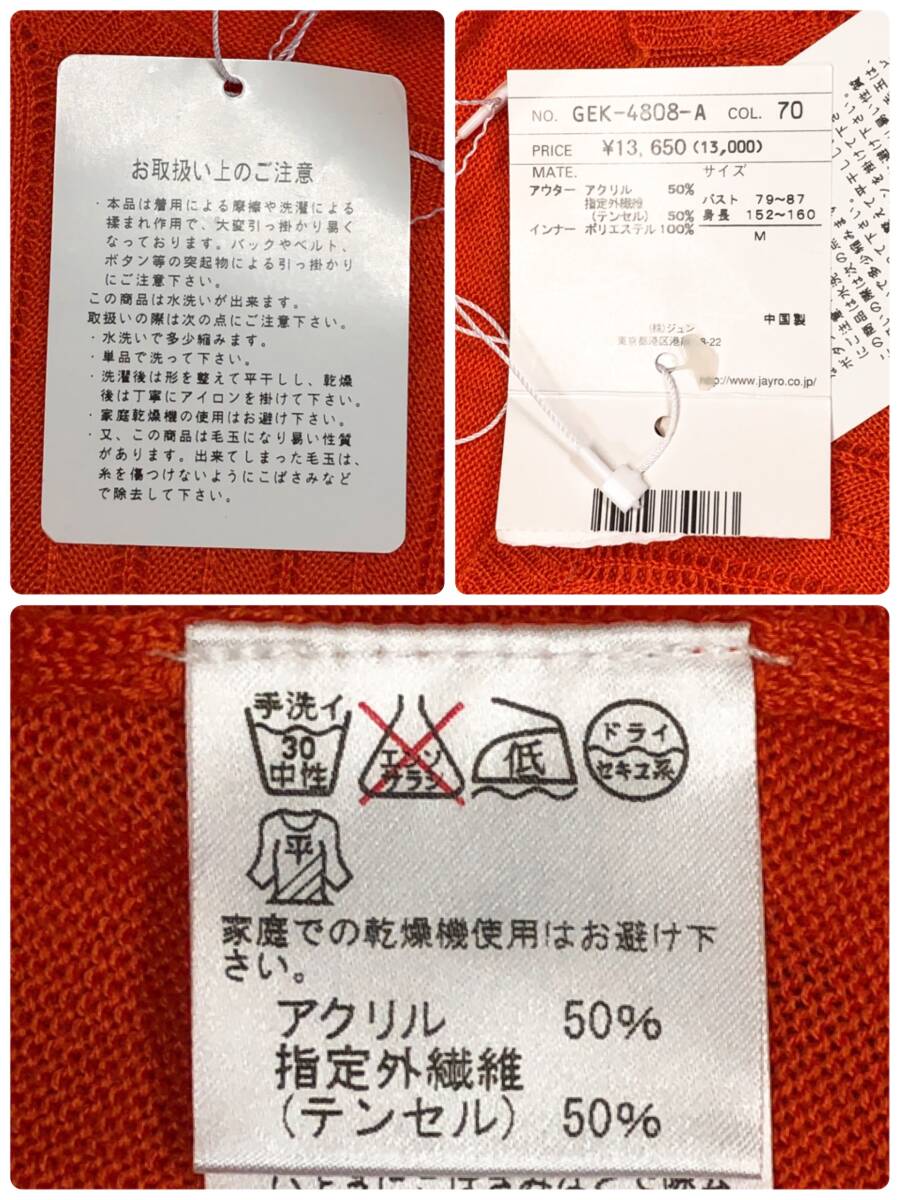 お取扱い上のご注意
・本品は着用による摩擦や洗濯による
揉まれ作用で、大変引っ掛かり易く
なっております。バックやベルト、
ボタン等の突起物による引っ掛かり
にご注意下さい。
この商品は水洗いが出来ます。
取扱いの際は次の点にご注意下さい。
・水洗いで多少縮みます。
・単品で洗って下さい。
・洗濯後は形を整えて平干しし、乾燥
後は丁寧にアイロンを掛けて下さい。
・家庭乾燥機の使用はお避け下さい。
・又、この商品は毛玉になり易い性質
があります。出来てしまった毛玉は、
糸を傷つけないようにこばさみなど
で除去して下さい。
NO. GEK-4808-A COL. 70
PRICE ¥13,650 (13,000)
MATE. サイズ
アウター アクリル 50%
指定外繊維
(テンセル) 50%
インナー ポリエステル 100%
バスト 79~87
身長 152~160
M
中国製
(株)ジュン
東京都港区港南 3-22
http://www.jayro.co.jp/
手洗イ
30
中性
エンソ
サラシ
低
ドライ
セキユ系
平
家庭での乾燥機使用はお避け下
さい。
アクリル 50%
指定外繊維
(テンセル) 50%